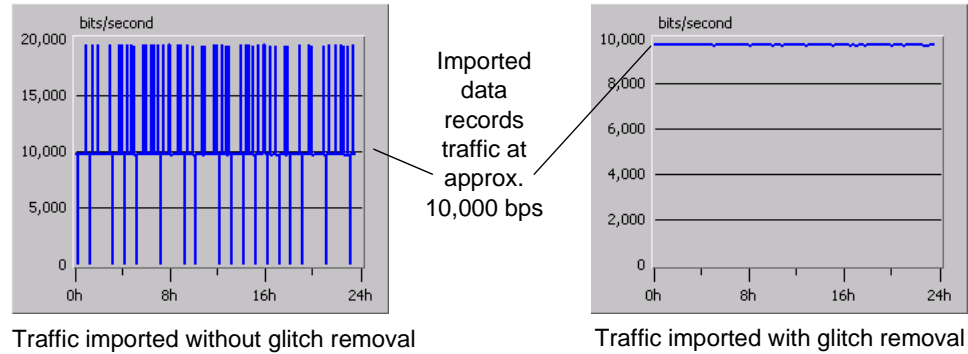 bits/second
20,000
15,000
10,000
5,000
0
0h 8h 16h 24h
Traffic imported without glitch removal
Imported
data
records
traffic at
approx.
10,000 bps
bits/second
10,000
8,000
6,000
4,000
2,000
0
0h 8h 16h 24h
Traffic imported with glitch removal